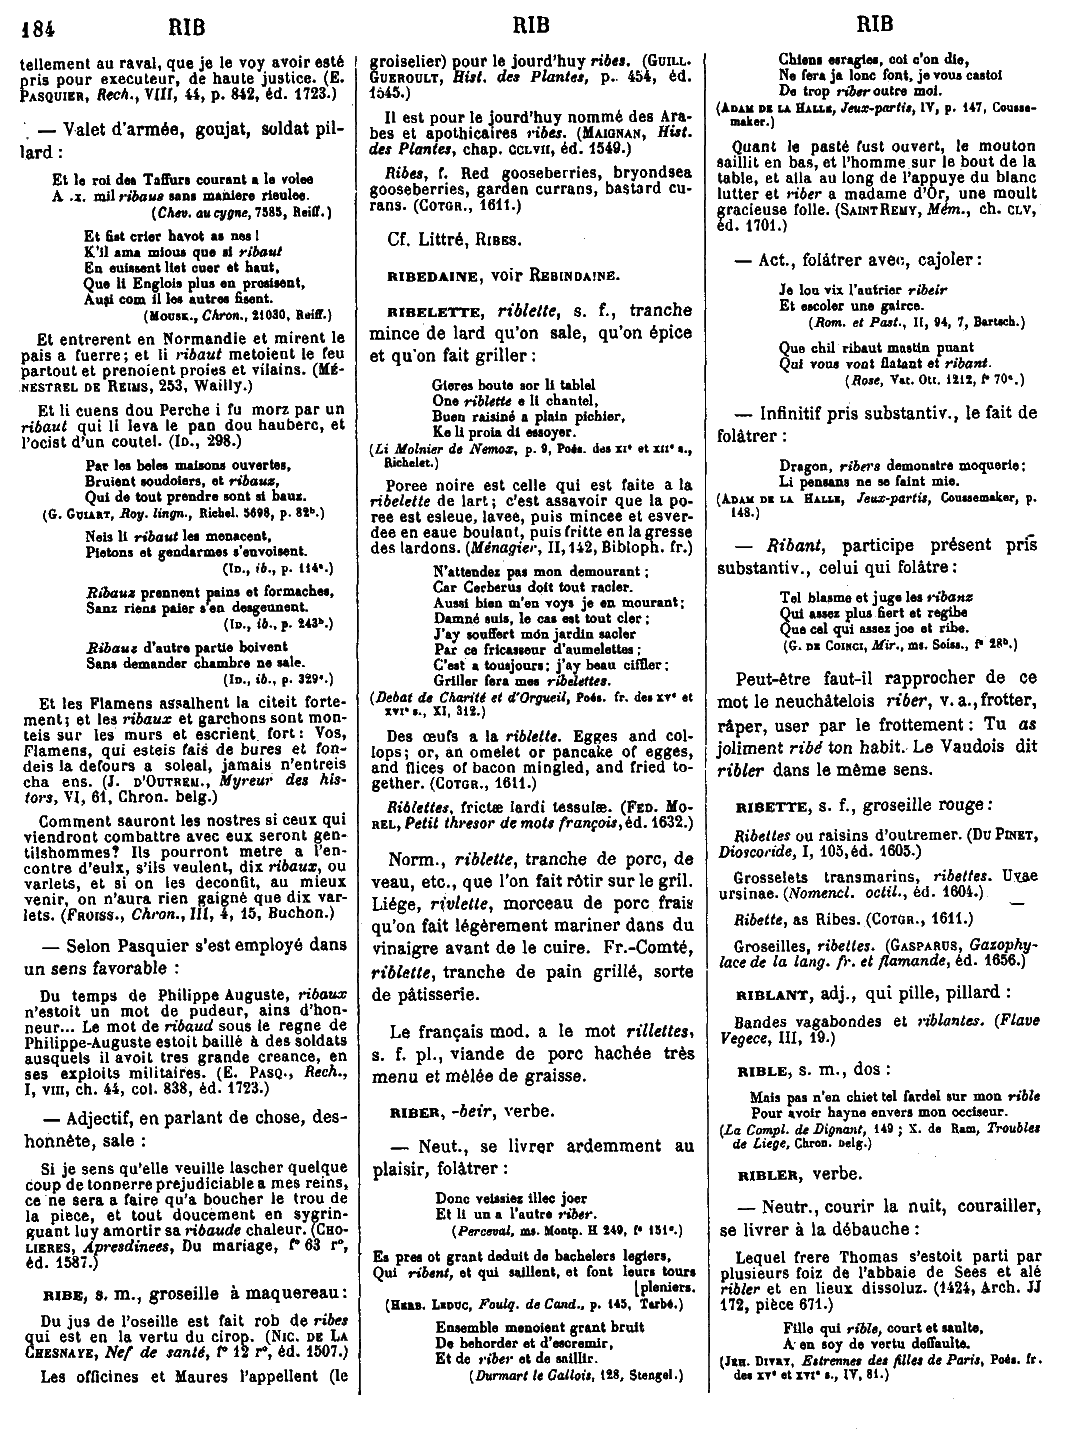 184 RIB RIB RIB
tellement au raval, que je le voy avoir esté
pris pour executeur, de haute justice. (E.
PASQUIER, Rech., VIII, 44, p. 842, éd. 1723.)
— Valet d'armée, goujat, soldat pil-
lard :
Et le roi des Taffurs courant a le volee
A .x. mil ribaus sans maniere rieulee.
(Chev. au cygne, 7585, Reiff.)
Et fist crier havot as nes !
K'il ama mious que si ribaut
En euissent liet cuer et haut,
Que li Englois plus en prosissent,
Ausi com il les autres fisent.
(MOUSK., Chron., 21030, Reiff.)
Et entrerent en Normandie et mirent le
pais a fuerre; et li ribaut metoient le feu
partout et prenoient proies et vilains. (MÉ-
NESTREL DE REIMS, 253, Wailly.)
Et li cuens dou Perche i fu morz par un
ribaut qui li leva le pan dou hauberc, et
l'ocist d'un coutel. (ID., 298.)
Par les beles maisons ouvertes,
Bruient soudoiers, et ribaus,
Qui de tout prendre sont si baus.
(G. GUIART, Roy. lingn., Richel. 5698, p. 82ᵇ.)
Neis li ribaut les menacent,
Pietons et gendarmes s'envoisent.
(ID., ib., p. 114ᵃ.)
Ribaus prennent pains et formaches,
Sanz riens paier s'en desgeunent.
(ID., ib., p. 243ᵇ.)
Ribauz d'autre partie boivent
Sans demander chambre ne sale.
(ID., ib., p. 329ᵃ.)
Et les Flamens assalhent la citeit forte-
ment; et les ribaux et garchons sont mon-
teis sur les murs et escrient fort : Vos,
Flamens, qui esteis fais de bures et fon-
deis la defours a soleal, jamais n'entreis
cha ens. (J. D'OUTREM., Myreur des his-
tors, VI, 61, Chron. belg.)
Comment sauront les nostres si ceux qui
viendront combattre avec eux seront gen-
tilshommes? Ils pourront metre a l'en-
contre d'eulx, s'ils veulent, dix ribaux, ou
varlets, et si on les deconfit, au mieux
venir, on n'aura rien gaigné que dix var-
lets. (FROISS., Chron., III, 4, 15, Buchon.)
— Selon Pasquier s'est employé dans
un sens favorable :
Du temps de Philippe Auguste, ribaux
n'estoit un mot de pudeur, ains d'hon-
neur... Le mot de ribaud sous le regne de
Philippe-Auguste estoit baillé à des soldats
ausquels il avoit tres grande creance, en
ses exploits militaires. (E. PASQ., Rech.,
I, VIII, ch. 44, col. 838, éd. 1723.)
— Adjectif, en parlant de chose, des-
honnête, sale :
Si je sens qu'elle veuille lascher quelque
coup de tonnerre prejudiciable a mes reins,
ce ne sera a faire qu'a boucher le trou de
la piece, et tout doucement en syrin-
guant luy amortir sa ribaude chaleur. (CHO-
LIERES, Apresdinees, Du mariage, f° 63 r°,
éd. 1587.)
RIBE, s. m., groseille à maquereau :
Du jus de l'oseille est fait rob de ribes
qui est en la vertu du cirop. (NIC. DE LA
CHESNAYE, Nef de santé, f° 12 r°, éd. 1507.)
Les officines et Maures l'appellent (le
groiselier) pour le jourd'huy ribes. (GUILL.
GUEROULT, Hist. des Plantes, p. 454, éd.
1545.)
Il est pour le jourd'huy nommé des Ara-
bes et apothicaires ribes. (MAIGNAN, Hist.
des Plantes, chap. CCLVII, éd. 1549.)
Ribes, f. Red gooseberries, bryondsea
gooseberries, garden currans, bastard cu-
rans. (COTGR., 1611.)
Cf. Littré, RIBES.
RIBEDAINE, voir REBINDAINE.
RIBELETTE, riblette, s. f., tranche
mince de lard qu'on sale, qu'on épice
et qu'on fait griller :
Gieres boute sor li tablel
One riblette e li chantel,
Buen raisiné a plain pichier,
Ke li proia di essoyer.
(Li Molnier de Nemox, p. 9, Poés. des XIᵉ et XIIᵉ s.,
Richelet.)
Poree noire est celle qui est faite a la
ribelette de lart; c'est assavoir que la po-
ree est esleue, lavee, puis mincee et esver-
dee en eaue boulant, puis fritte en la gresse
des lardons. (Ménagier, II, 142, Bibloph. fr.)
N'attendez pas mon demourant ;
Car Cerberus doit tout racler.
Aussi bien m'en voys je en mourant;
Damné suis, le cas est tout cler ;
J'ay souffert mon jardin sacler
Par ce fricasseur d'aumelettes ;
C'est a tousjours; j'ay beau ciffler;
Griller fera mes ribelettes.
(Debat de Charité et d'Orgueil, Poés. fr. des XVᵉ et
XVIᵉ s., XI, 312.)
Des œufs a la riblette. Egges and col-
lops; or, an omelet or pancake of egges,
and flices of bacon mingled, and fried to-
gether. (COTGR., 1611.)
Riblettes, frictæ lardi tessulæ. (FED. MO-
REL, Petit thresor de mots françois, éd. 1632.)
Norm., riblette, tranche de porc, de
veau, etc., que l'on fait rôtir sur le gril.
Liége, rivlette, morceau de porc frais
qu'on fait légèrement mariner dans du
vinaigre avant de le cuire. Fr.-Comté,
riblette, tranche de pain grillé, sorte
de pâtisserie.
Le français mod. a le mot rillettes,
s. f. pl., viande de porc hachée très
menu et mêlée de graisse.
RIBER, -beir, verbe.
— Neut., se livrer ardemment au
plaisir, folâtrer :
Donc veissiez illec joer
Et li un a l'autre riber.
(Perceval, ms. Montp. H 249, f° 151ᵃ.)
Es pres ot grant deduit de bachelers legiers,
Qui ribent, et qui saillent, et font leurs tours
[pleniers.
(HERB. LEDUC, Foulq. de Cand., p. 145, Tarbé.)
Ensemble menoient grant bruit
De behorder et d'escremir,
Et de riber et de saillir.
(Durmart le Gallois, 128, Stengel.)
Chiens esragies, coi c'on die,
Ne fera ja lonc font, je vous castoi
De trop riber outre moi.
(ADAM DE LA HALLE, Jeux-partis, IV, p. 147, Cousse-
maker.)
Quant le pasté fust ouvert, le mouton
saillit en bas, et l'homme sur le bout de la
table, et alla au long de l'appuye du blanc
lutter et riber a madame d'Or, une moult
gracieuse folle. (SAINT REMY, Mém., ch. CLV,
éd. 1701.)
— Act., folâtrer avec, cajoler :
Je lou vix l'autrier ribeir
Et escoler une gairce.
(Rom. et Past., II, 94, 7, Bartsch.)
Que chil ribaut mastin puant
Qui vous vont flatant et ribant.
(Rose, Vat. Ott. 1212, f° 70ᵃ.)
— Infinitif pris substantiv., le fait de
folâtrer :
Dragon, ribers demonstre moquerie;
Li pensans ne se faint mie.
(ADAM DE LA HALLE, Jeux-partis, Coussemaker, p.
148.)
— Ribant, participe présent pris
substantiv., celui qui folâtre :
Tel blasme et juge les ribanz
Qui assez plus fiert et regibe
Que cel qui assez joe et ribe.
(G. DE COINCI, Mir., ms. Soiss., f° 28ᵇ.)
Peut-être faut-il rapprocher de ce
mot le neuchâtelois riber, v. a., frotter,
râper, user par le frottement : Tu as
joliment ribé ton habit. Le Vaudois dit
ribler dans le même sens.
RIBETTE, s. f., groseille rouge :
Ribettes ou raisins d'outremer. (DU PINET,
Dioscoride, I, 105, éd. 1605.)
Grosselets transmarins, ribettes. Uvae
ursinae. (Nomencl. octil., éd. 1604.)
Ribette, as Ribes. (COTGR., 1611.)
Groseilles, ribettes. (GASPARUS, Gazophy-
lace de la lang. fr. et flamande, éd. 1656.)
RIBLANT, adj., qui pille, pillard :
Bandes vagabondes et riblantes. (Flave
Vegece, III, 19.)
RIBLE, s. m., dos :
Mais pas n'en chiet tel fardel sur mon rible
Pour avoir hayne envers mon occiseur.
(La Compl. de Dignant, 149 ; X. de Ram, Troubles
de Liege, Chron. belg.)
RIBLER, verbe.
— Neutr., courir la nuit, courailler,
se livrer à la débauche :
Lequel frere Thomas s'estoit parti par
plusieurs foiz de l'abbaie de Sees et alé
ribler et en lieux dissoluz. (1424, Arch. JJ
172, pièce 671.)
Fille qui rible, court et saulte,
A en soy de vertu deffaulte.
(JEH. DIVRY, Estrennes des filles de Paris, Poés. fr.
des XVᵉ et XVIᵉ s., IV, 81.)